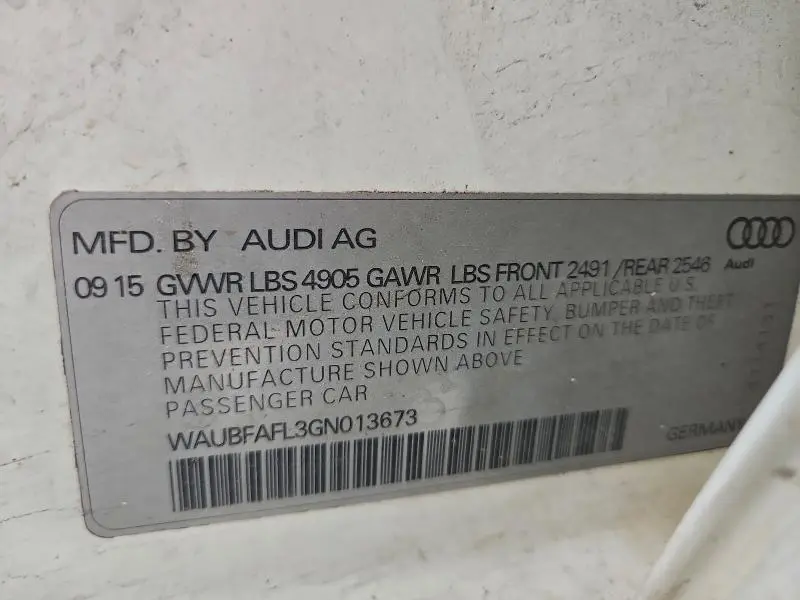 MFD. BY AUDI AG
Audi
09 15 GVWR LBS 4905 GAWR LBS FRONT 2491 /REAR 2546
THIS VEHICLE CONFORMS TO ALL APPLICABLE U.S.
FEDERAL MOTOR VEHICLE SAFETY, BUMPER AND THEFT
PREVENTION STANDARDS IN EFFECT ON THE DATE OF
MANUFACTURE SHOWN ABOVE
PASSENGER CAR
WAUBFAFL3GN013673
GERMANY